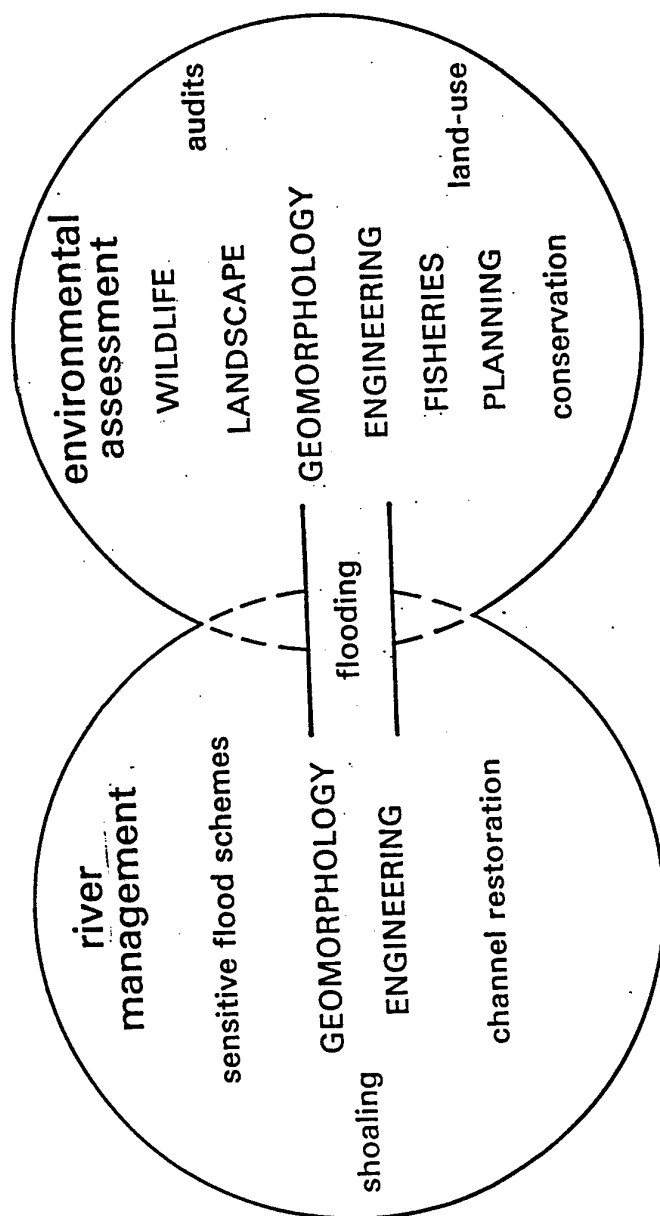 river
management
sensitive flood schemes
GEOMORPHOLOGY
ENGINEERING
shoaling
channel restoration
flooding
environmental
assessment
audits
WILDLIFE
LANDSCAPE
GEOMORPHOLOGY
ENGINEERING
FISHERIES
land-use
PLANNING
conservation